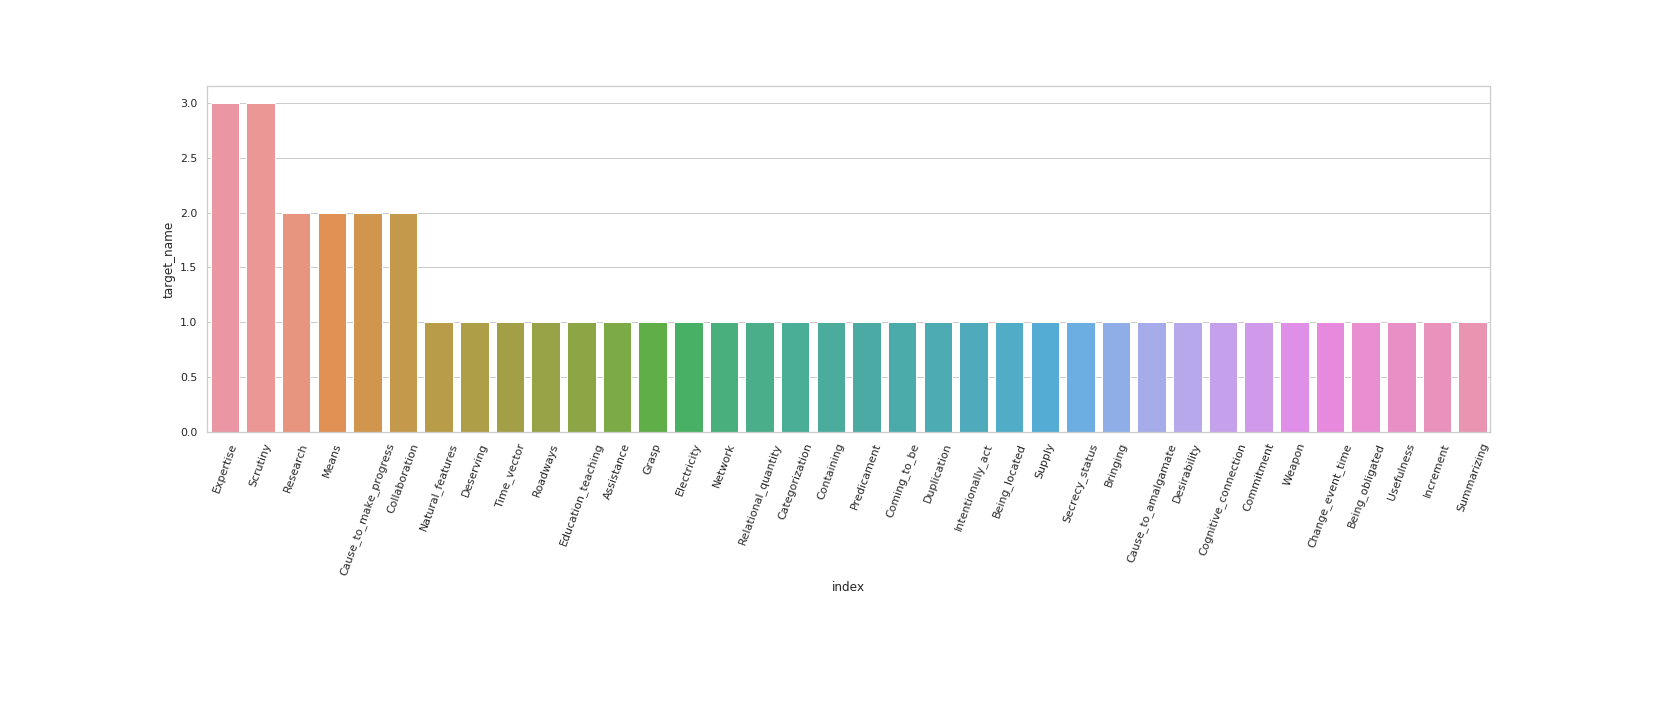 3.0
2.5
2.0
1.5
1.0
0.5
0.0
target_name
Expertise
Scrutiny
Research
Means
Cause_to_make_progress
Collaboration
Natural_features
Deserving
Time_vector
Roadways
Education_teaching
Assistance
Grasp
Electricity
Network
Relational_quantity
Categorization
Containing
Predicament
Coming_to_be
Duplication
Intentionally_act
Being_located
Supply
Secrecy_status
Bringing
Cause_to_amalgamate
Desirability
Cognitive_connection
Commitment
Weapon
Change_event_time
Being_obligated
Usefulness
Increment
Summarizing
index